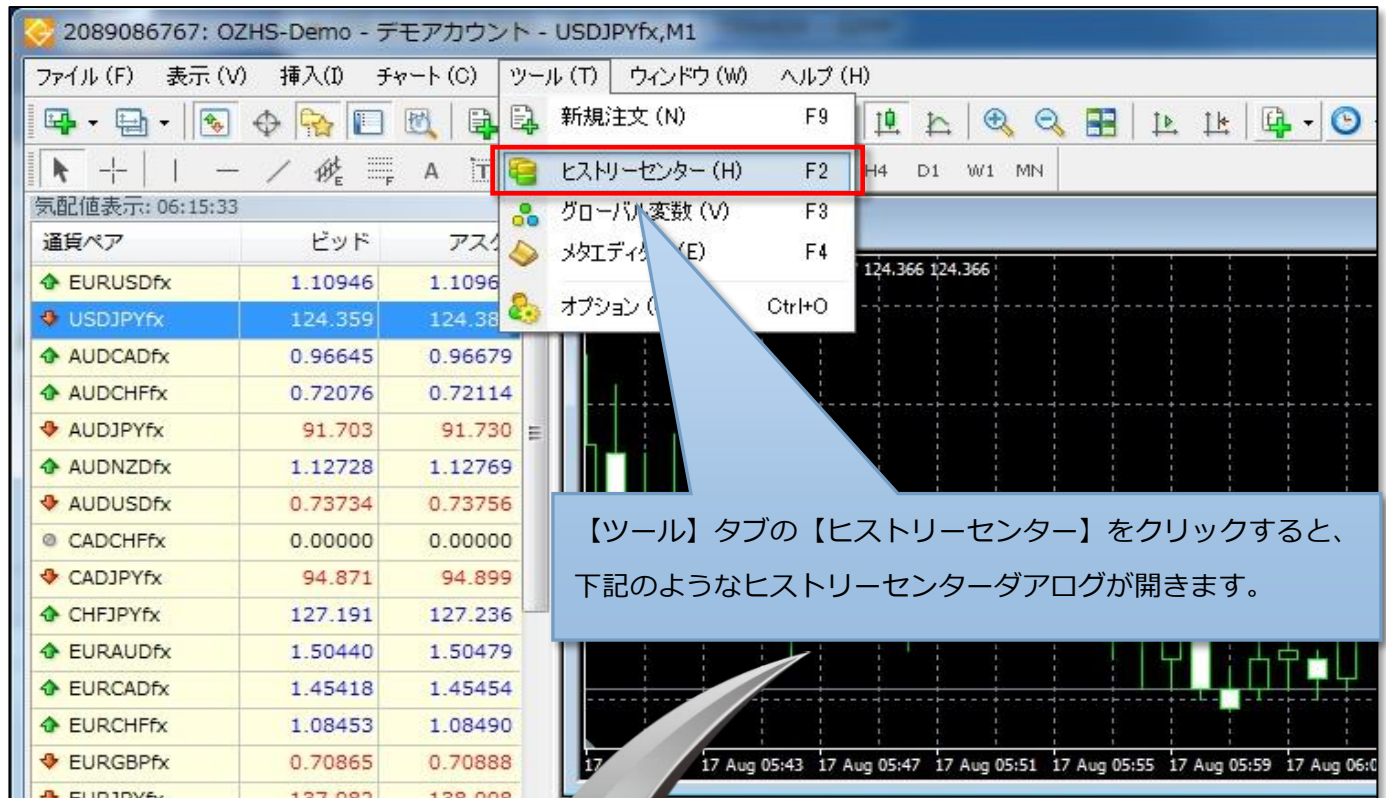 2089086767: OZHS-Demo - デモアカウント - USDJPYfx,M1
ファイル (F) 表示 (V) 挿入(I) チャート (C) ツール (T) ウィンドウ (W) ヘルプ (H)
新規注文 (N) F9
ヒストリーセンター (H) F2
H4 D1 W1 MN
グローバル変数 (V) F3
E) F4
オプション ( Ctrl+O
気配値表示: 06:15:33
通貨ペア ビッド
124.366 124.366
EURUSDfx 1.10946 1.1096
USDJPYfx 124.359 124.38
AUDCADfx 0.96645 0.96679
AUDCHFfx 0.72076 0.72114
AUDJPYfx 91.703 91.730
AUDNZDfx 1.12728 1.12769
AUDUSDfx 0.73734 0.73756
CADCHFfx 0.00000 0.00000
CADJPYfx 94.871 94.899
CHFJPYfx 127.191 127.236
EURAUDfx 1.50440 1.50479
EURCADfx 1.45418 1.45454
EURCHFfx 1.08453 1.08490
EURGBPfx 0.70865 0.70888
【ツール】タブの【ヒストリーセンター】をクリックすると、
下記のようなヒストリーセンターダアログが開きます。
17 17 Aug 05:43 17 Aug 05:47 17 Aug 05:51 17 Aug 05:55 17 Aug 05:59 17 Aug 06:0